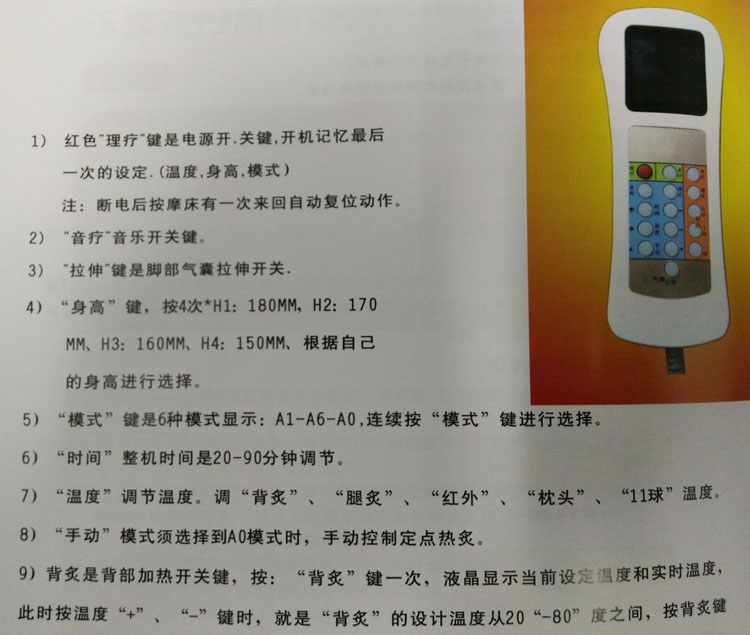 1) 红色"理疗"键是电源开.关键,开机记忆最后
一次的设定.(温度,身高,模式)
注: 断电后按摩床有一次来回自动复位动作。
2) "音疗"音乐开关键。
3) "拉伸"键是脚部气囊拉伸开关.
4) “身高”键, 按4次*H1: 180MM, H2: 170
MM、H3: 160MM、H4: 150MM、根据自己
的身高进行选择。
5) “模式”键是6种模式显示: A1-A6-A0,连续按“模式”键进行选择。
6) “时间”整机时间是20-90分钟调节。
7) “温度”调节温度。调“背炙”、“腿炙”、“红外”、“枕头”、“11球”温度。
8) “手动”模式须选择到A0模式时, 手动控制定点热炙。
9) 背炙是背部加热开关键, 按: “背炙”键一次, 液晶显示当前设定温度和实时温度,
此时按温度“+”、“-”键时, 就是“背炙”的设计温度从20“-80”度之间, 按背炙键